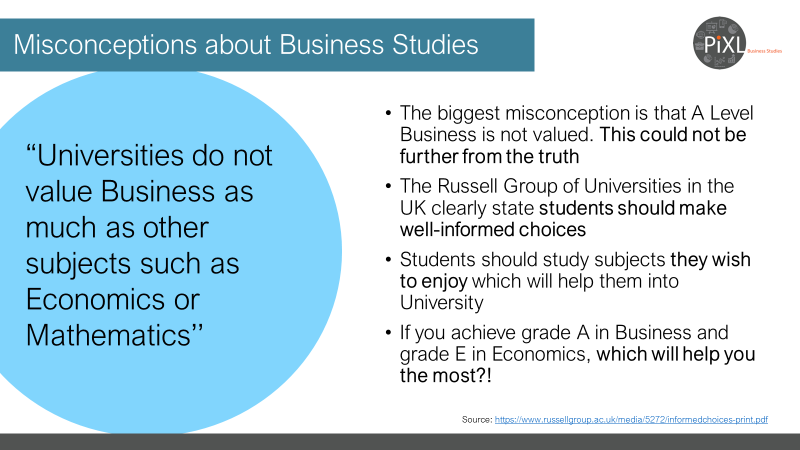 Misconceptions about Business Studies
PiXL
Business Studies
“Universities do not
value Business as
much as other
subjects such as
Economics or
Mathematics’’
• The biggest misconception is that A Level
Business is not valued. This could not be
further from the truth
• The Russell Group of Universities in the
UK clearly state students should make
well-informed choices
• Students should study subjects they wish
to enjoy which will help them into
University
• If you achieve grade A in Business and
grade E in Economics, which will help you
the most?!
Source: https://www.russellgroup.ac.uk/media/5272/informedchoices-print.pdf